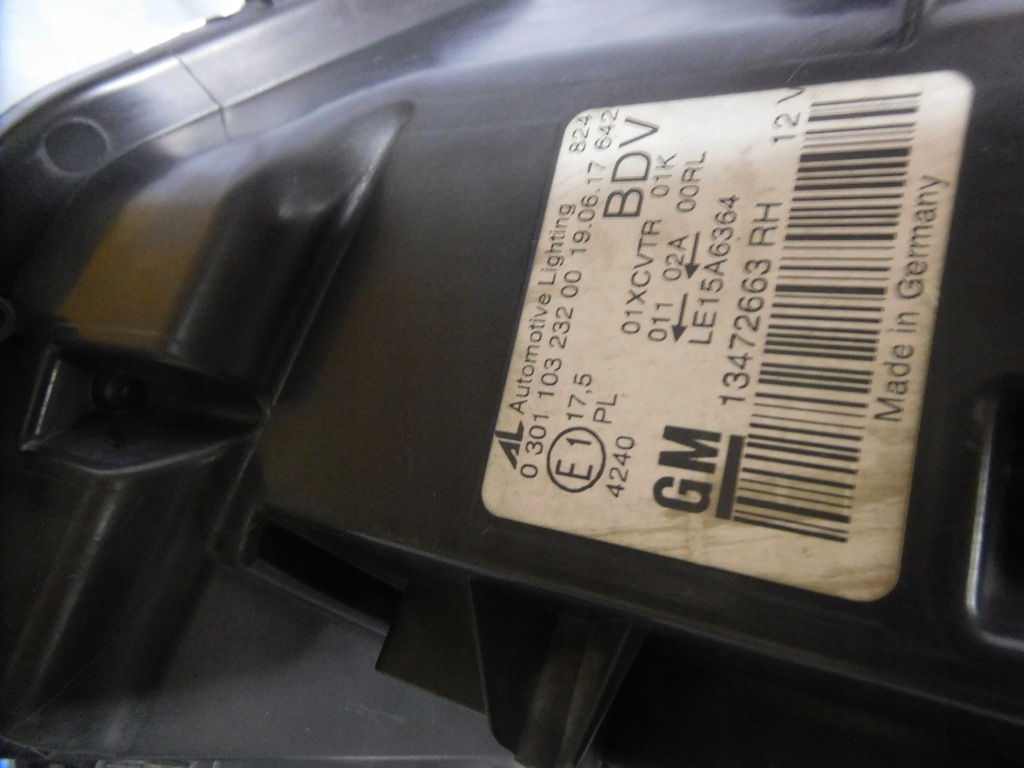 AL Automotive Lighting 824
0 301 103 232 00 19.06.17 642
E 1 17,5 BDV
4240 PL
01XCVTR 01K
011 02A 00RL
LE15A6364
GM 13472663 RH 12 V
Made in Germany